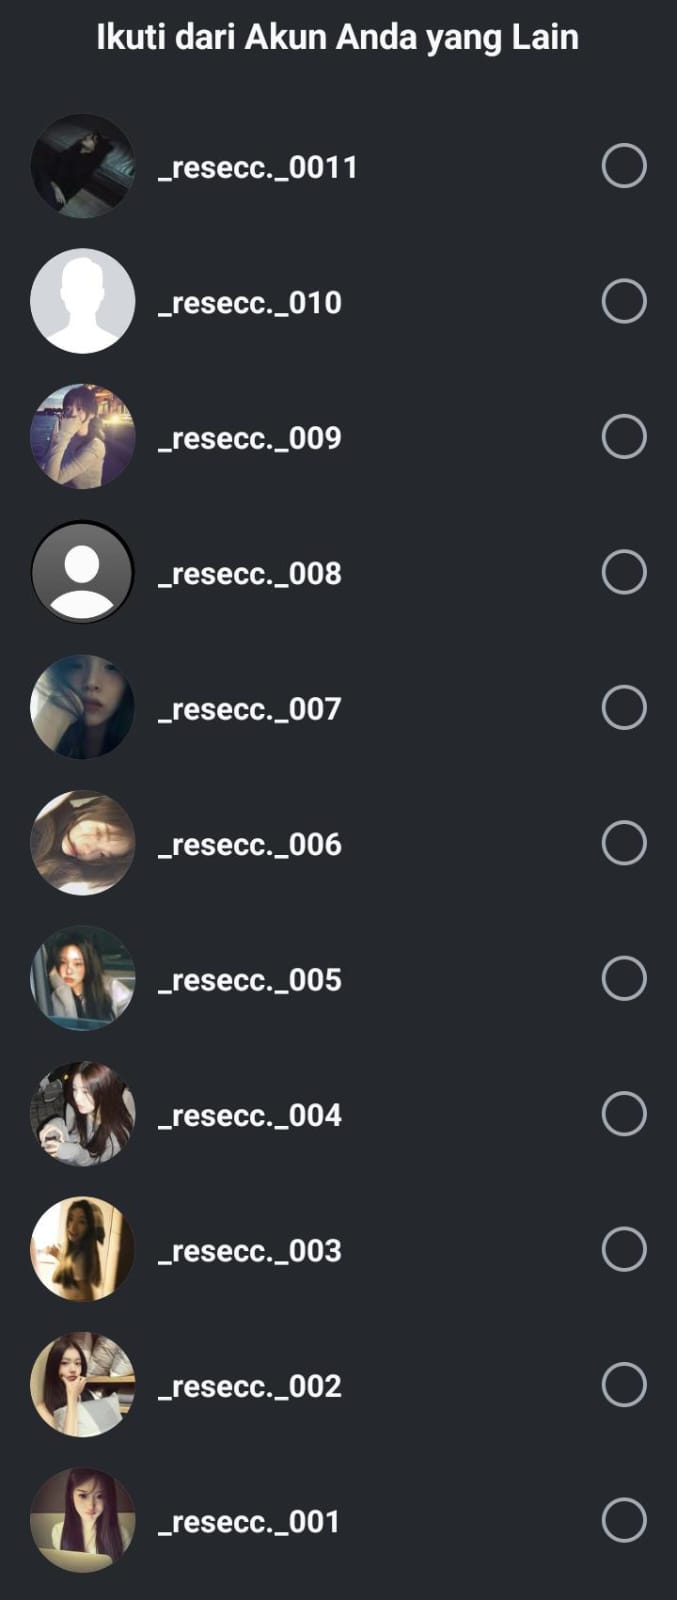 Ikuti dari Akun Anda yang Lain
_resecc._0011
_resecc._010
_resecc._009
_resecc._008
_resecc._007
_resecc._006
_resecc._005
_resecc._004
_resecc._003
_resecc._002
_resecc._001